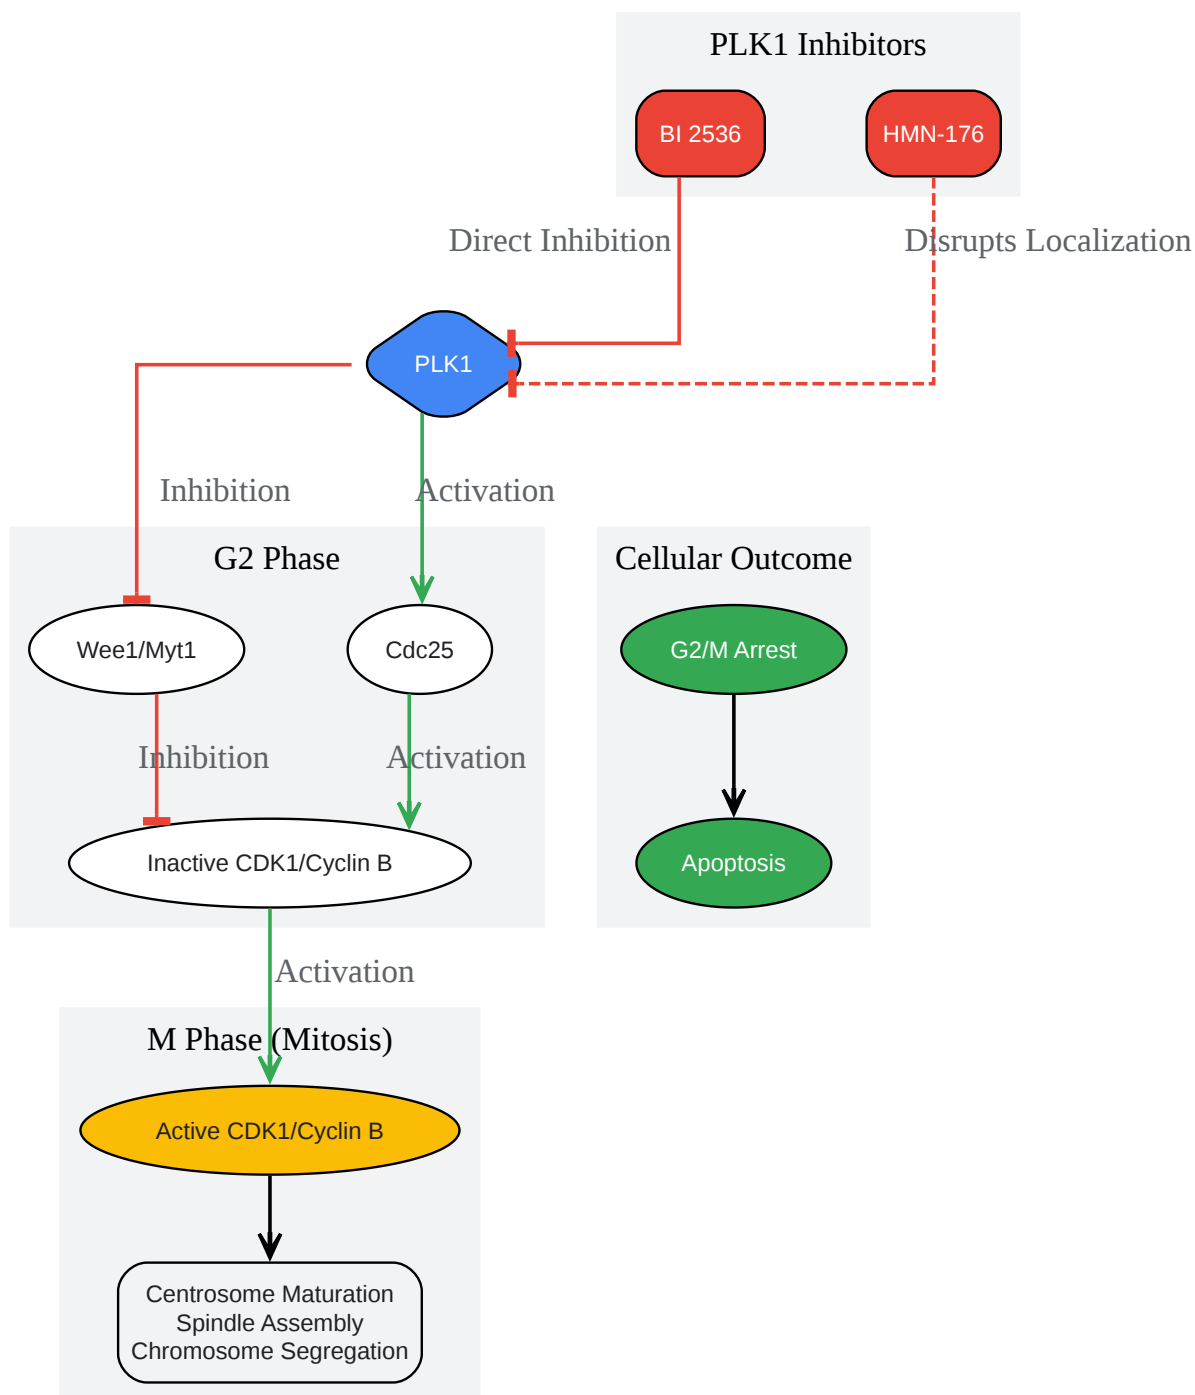 PLK1 Inhibitors
BI 2536
HMN-176
Direct Inhibition
Disrupts Localization
PLK1
Inhibition
Activation
G2 Phase
Cellular Outcome
Wee1/Myt1
Cdc25
G2/M Arrest
Inhibition
Activation
Inactive CDK1/Cyclin B
Apoptosis
Activation
M Phase (Mitosis)
Active CDK1/Cyclin B
Centrosome Maturation
Spindle Assembly
Chromosome Segregation